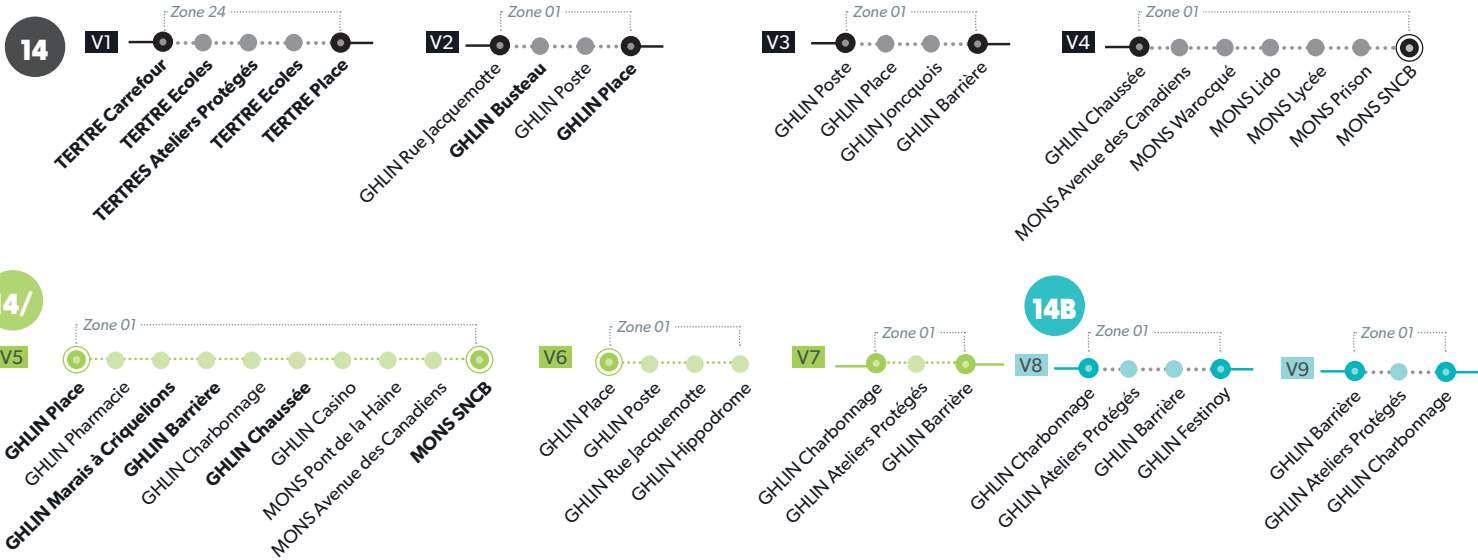 14
V1
Zone 24
TERTRE Carrefour
TERTRE Ecoles
TERTRES Ateliers Protégés
TERTRE Ecoles
TERTRE Place
V2
Zone 01
GHLIN Rue Jacquemotte
GHLIN Busteau
GHLIN Poste
GHLIN Place
V3
Zone 01
GHLIN Poste
GHLIN Place
GHLIN Joncquois
GHLIN Barrière
V4
Zone 01
GHLIN Chaussée
MONS Avenue des Canadiens
MONS Warocqué
MONS Lido
MONS Lycée
MONS Prison
MONS SNCB
14/
V5
Zone 01
GHLIN Place
GHLIN Pharmacie
GHLIN Marais à Criquelions
GHLIN Barrière
GHLIN Charbonnage
GHLIN Chaussée
GHLIN Casino
MONS Pont de la Haine
MONS Avenue des Canadiens
MONS SNCB
V6
Zone 01
GHLIN Place
GHLIN Poste
GHLIN Rue Jacquemotte
GHLIN Hippodrome
V7
Zone 01
GHLIN Charbonnage
GHLIN Ateliers Protégés
GHLIN Barrière
14B
V8
Zone 01
GHLIN Charbonnage
GHLIN Ateliers Protégés
GHLIN Barrière
GHLIN Festinoy
V9
Zone 01
GHLIN Barrière
GHLIN Ateliers Protégés
GHLIN Charbonnage